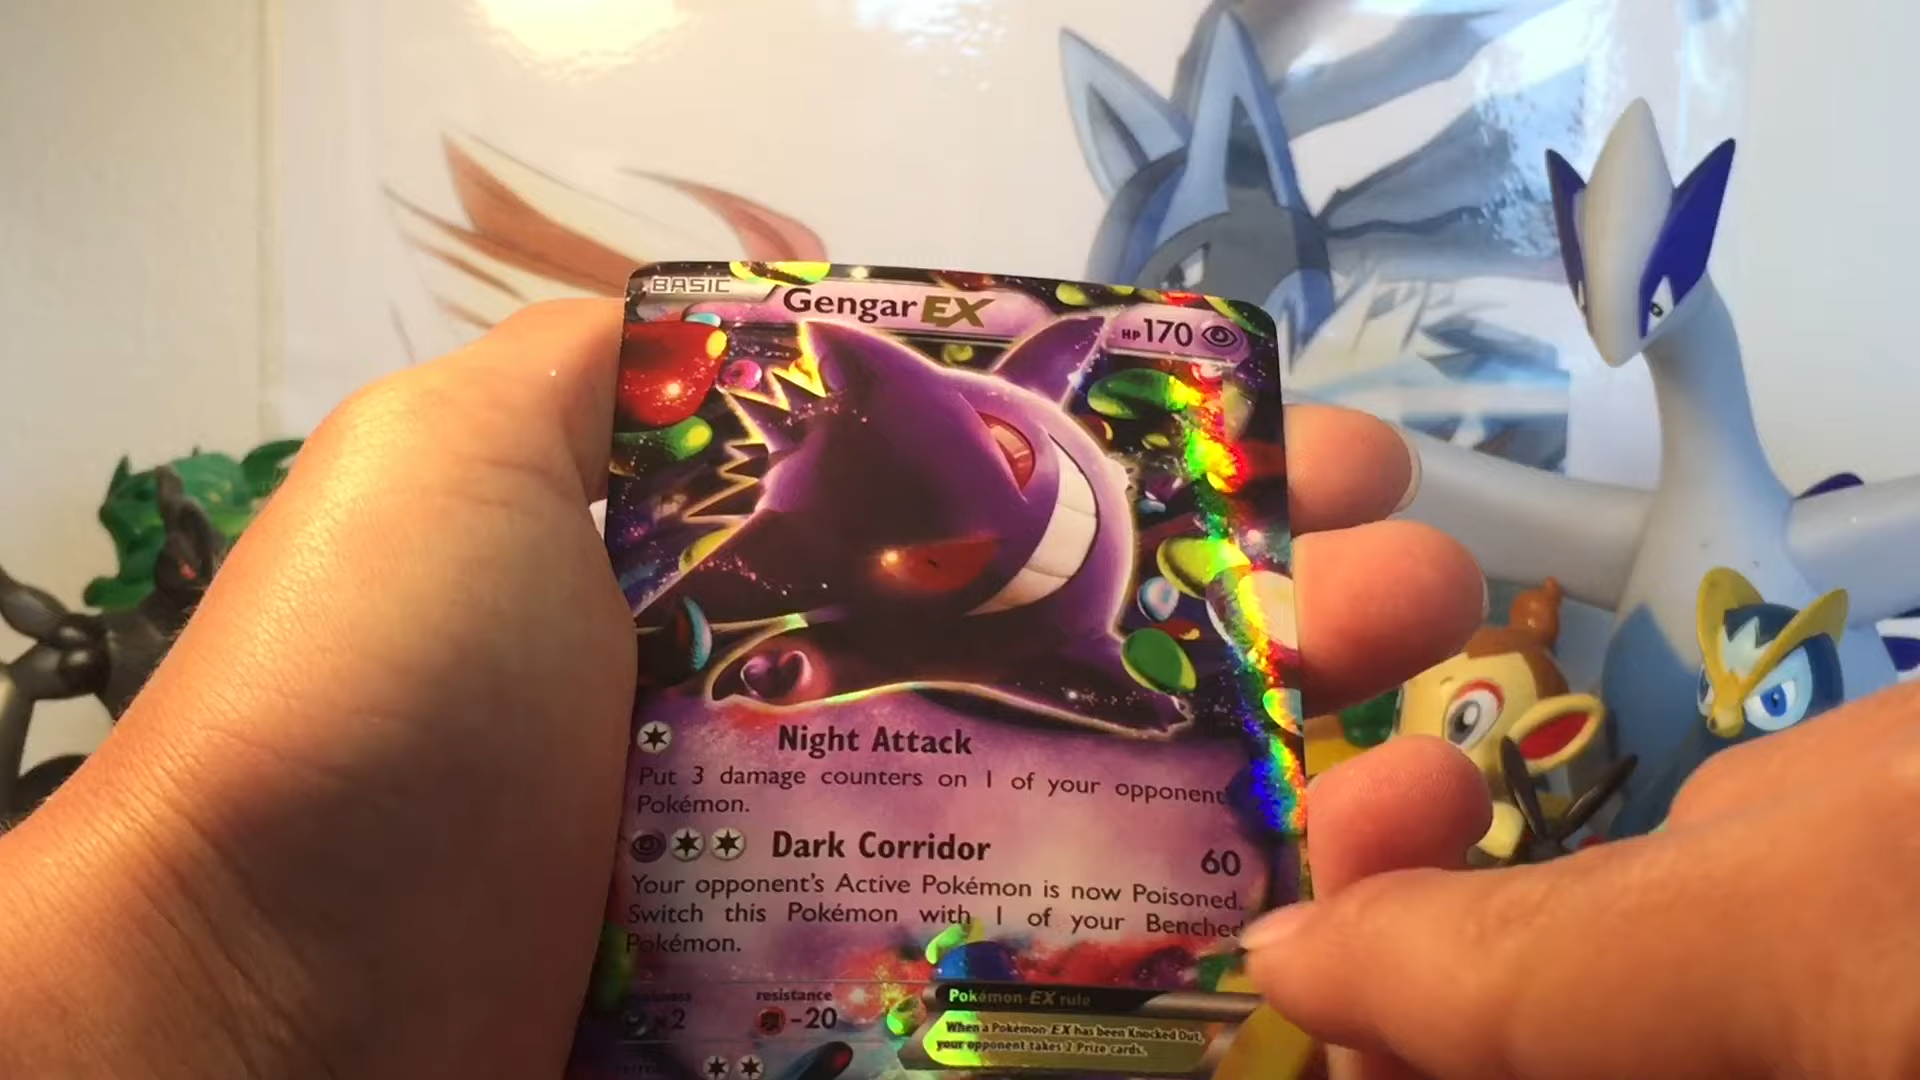 BASIC
Gengar EX
HP 170
Night Attack
Put 3 damage counters on 1 of your opponent
Pokémon.
Dark Corridor 60
Your opponent's Active Pokémon is now Poisoned.
Switch this Pokémon with 1 of your Benched
Pokémon.
resistance
×2 -20
Pokémon-EX rule
When a Pokémon-EX has been Knocked Out,
your opponent takes 2 Prize cards.